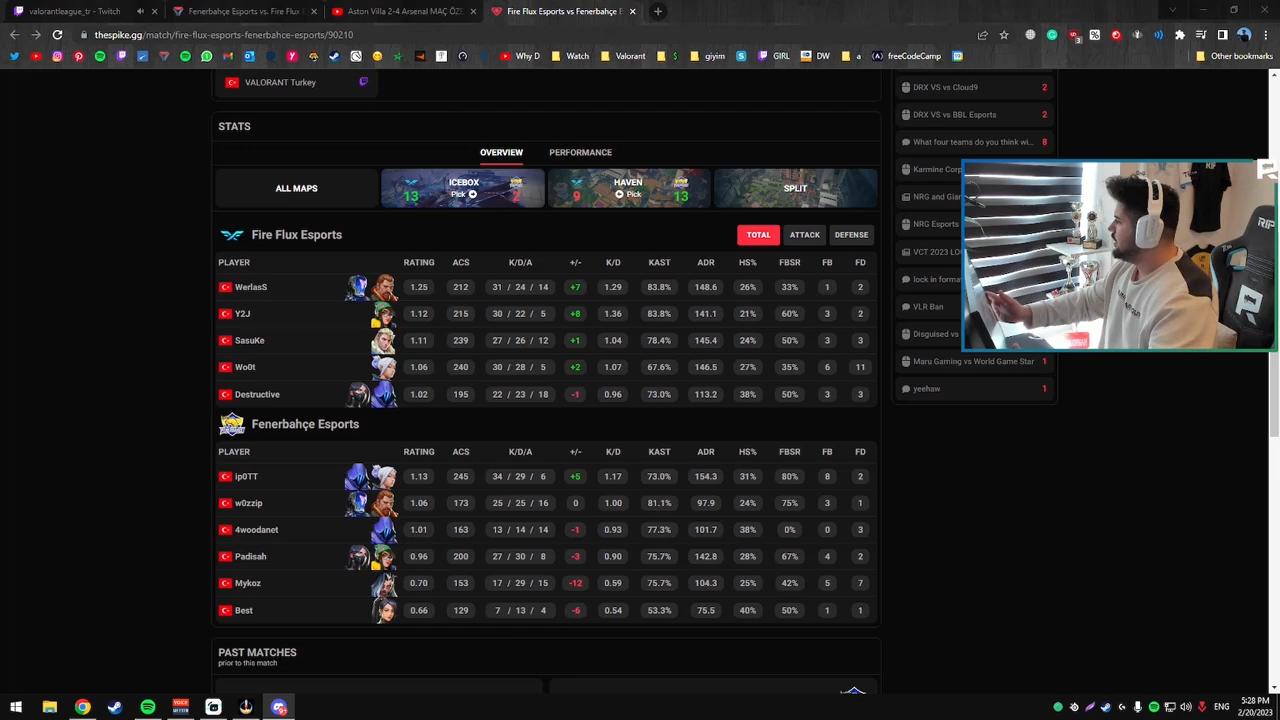 valorantleague_tr - Twitch
Fenerbahçe Esports vs. Fire Flux
Aston Villa 2-4 Arsenal MAÇ ÖZE
Fire Flux Esports vs Fenerbahçe E
thespike.gg/match/fire-flux-esports-fenerbahce-esports/90210
Why D
Watch
Valorant
$
giyim
GIRL
DW
a
freeCodeCamp
Other bookmarks
VALORANT Turkey
STATS
OVERVIEW PERFORMANCE
ALL MAPS
ICEBOX
13 Pick 2
HAVEN
9 Pick 13
SPLIT
Fire Flux Esports
TOTAL ATTACK DEFENSE
PLAYER RATING ACS K/D/A +/- K/D KAST ADR HS% FBSR FB FD
WerlasS 1.25 212 31 / 24 / 14 +7 1.29 83.8% 148.6 26% 33% 1 2
Y2J 1.12 215 30 / 22 / 5 +8 1.36 83.8% 141.1 21% 60% 3 2
SasuKe 1.11 239 27 / 26 / 12 +1 1.04 78.4% 145.4 24% 50% 3 3
Wo0t 1.06 240 30 / 28 / 5 +2 1.07 67.6% 146.5 27% 35% 6 11
Destructive 1.02 195 22 / 23 / 18 -1 0.96 73.0% 113.2 38% 50% 3 3
Fenerbahçe Esports
PLAYER RATING ACS K/D/A +/- K/D KAST ADR HS% FBSR FB FD
ip0TT 1.13 245 34 / 29 / 6 +5 1.17 73.0% 154.3 31% 80% 8 2
w0zzip 1.06 173 25 / 25 / 16 0 1.00 81.1% 97.9 24% 75% 3 1
4woodanet 1.01 163 13 / 14 / 14 -1 0.93 77.3% 101.7 38% 0% 0 3
Padisah 0.96 200 27 / 30 / 8 -3 0.90 75.7% 142.8 28% 67% 4 2
Mykoz 0.70 153 17 / 29 / 15 -12 0.59 75.7% 104.3 25% 42% 5 7
Best 0.66 129 7 / 13 / 4 -6 0.54 53.3% 75.5 40% 50% 1 1
PAST MATCHES
prior to this match
DRX VS vs Cloud9 2
DRX VS vs BBL Esports 2
What four teams do you think wi... 8
Karmine Corp
NRG and Gian
NRG Esports
VCT 2023 LO
lock in format
VLR Ban
Disguised vs
Maru Gaming vs World Game Star 1
yeehaw 1
RIF
RIF
ENG
5:28 PM
2/20/2023